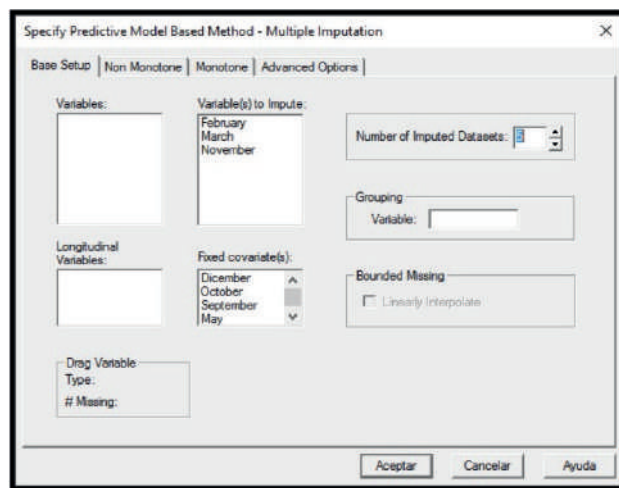 Specify Predictive Model Based Method - Multiple Imputation
Base Setup
Non Monotone
Monotone
Advanced Options
Variables:
Variable(s) to Impute:
February
March
November
Number of Imputed Datasets: 5
Grouping
Variable:
Longitudinal
Variables:
Fixed covariate(s):
Dicember
October
September
May
Bounded Missing
Linearly Interpolate
Drag Variable
Type:
# Missing:
Aceptar
Cancelar
Ayuda